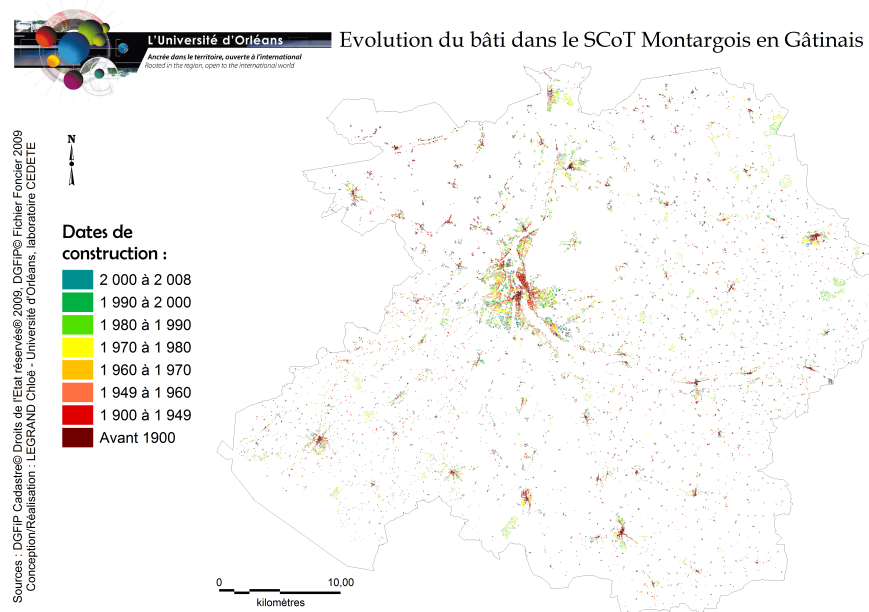 L'Université d'Orléans
Ancrée dans le territoire, ouverte à l'international
Rooted in the region, open to the international world
Evolution du bâti dans le SCoT Montargois en Gâtinais
N
Dates de
construction :
2 000 à 2 008
1 990 à 2 000
1 980 à 1 990
1 970 à 1 980
1 960 à 1 970
1 949 à 1 960
1 900 à 1 949
Avant 1900
Sources : DGFIP Cadastre© Droits de l'Etat réservés® 2009, DGFIP© Fichier Foncier 2009
Conception/Réalisation : LEGRAND Chloé - Université d'Orléans, laboratoire CEDETE
0 10,00
kilomètres